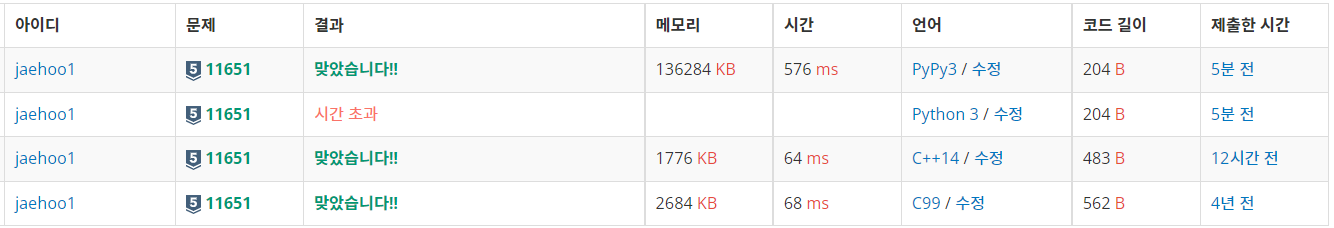 아이디 문제 결과 메모리 시간 언어 코드 길이 제출한 시간
jaehoo1 5 11651 맞았습니다!! 136284 KB 576 ms PyPy3 / 수정 204 B 5분 전
jaehoo1 5 11651 시간 초과 Python 3 / 수정 204 B 5분 전
jaehoo1 5 11651 맞았습니다!! 1776 KB 64 ms C++14 / 수정 483 B 12시간 전
jaehoo1 5 11651 맞았습니다!! 2684 KB 68 ms C99 / 수정 562 B 4년 전